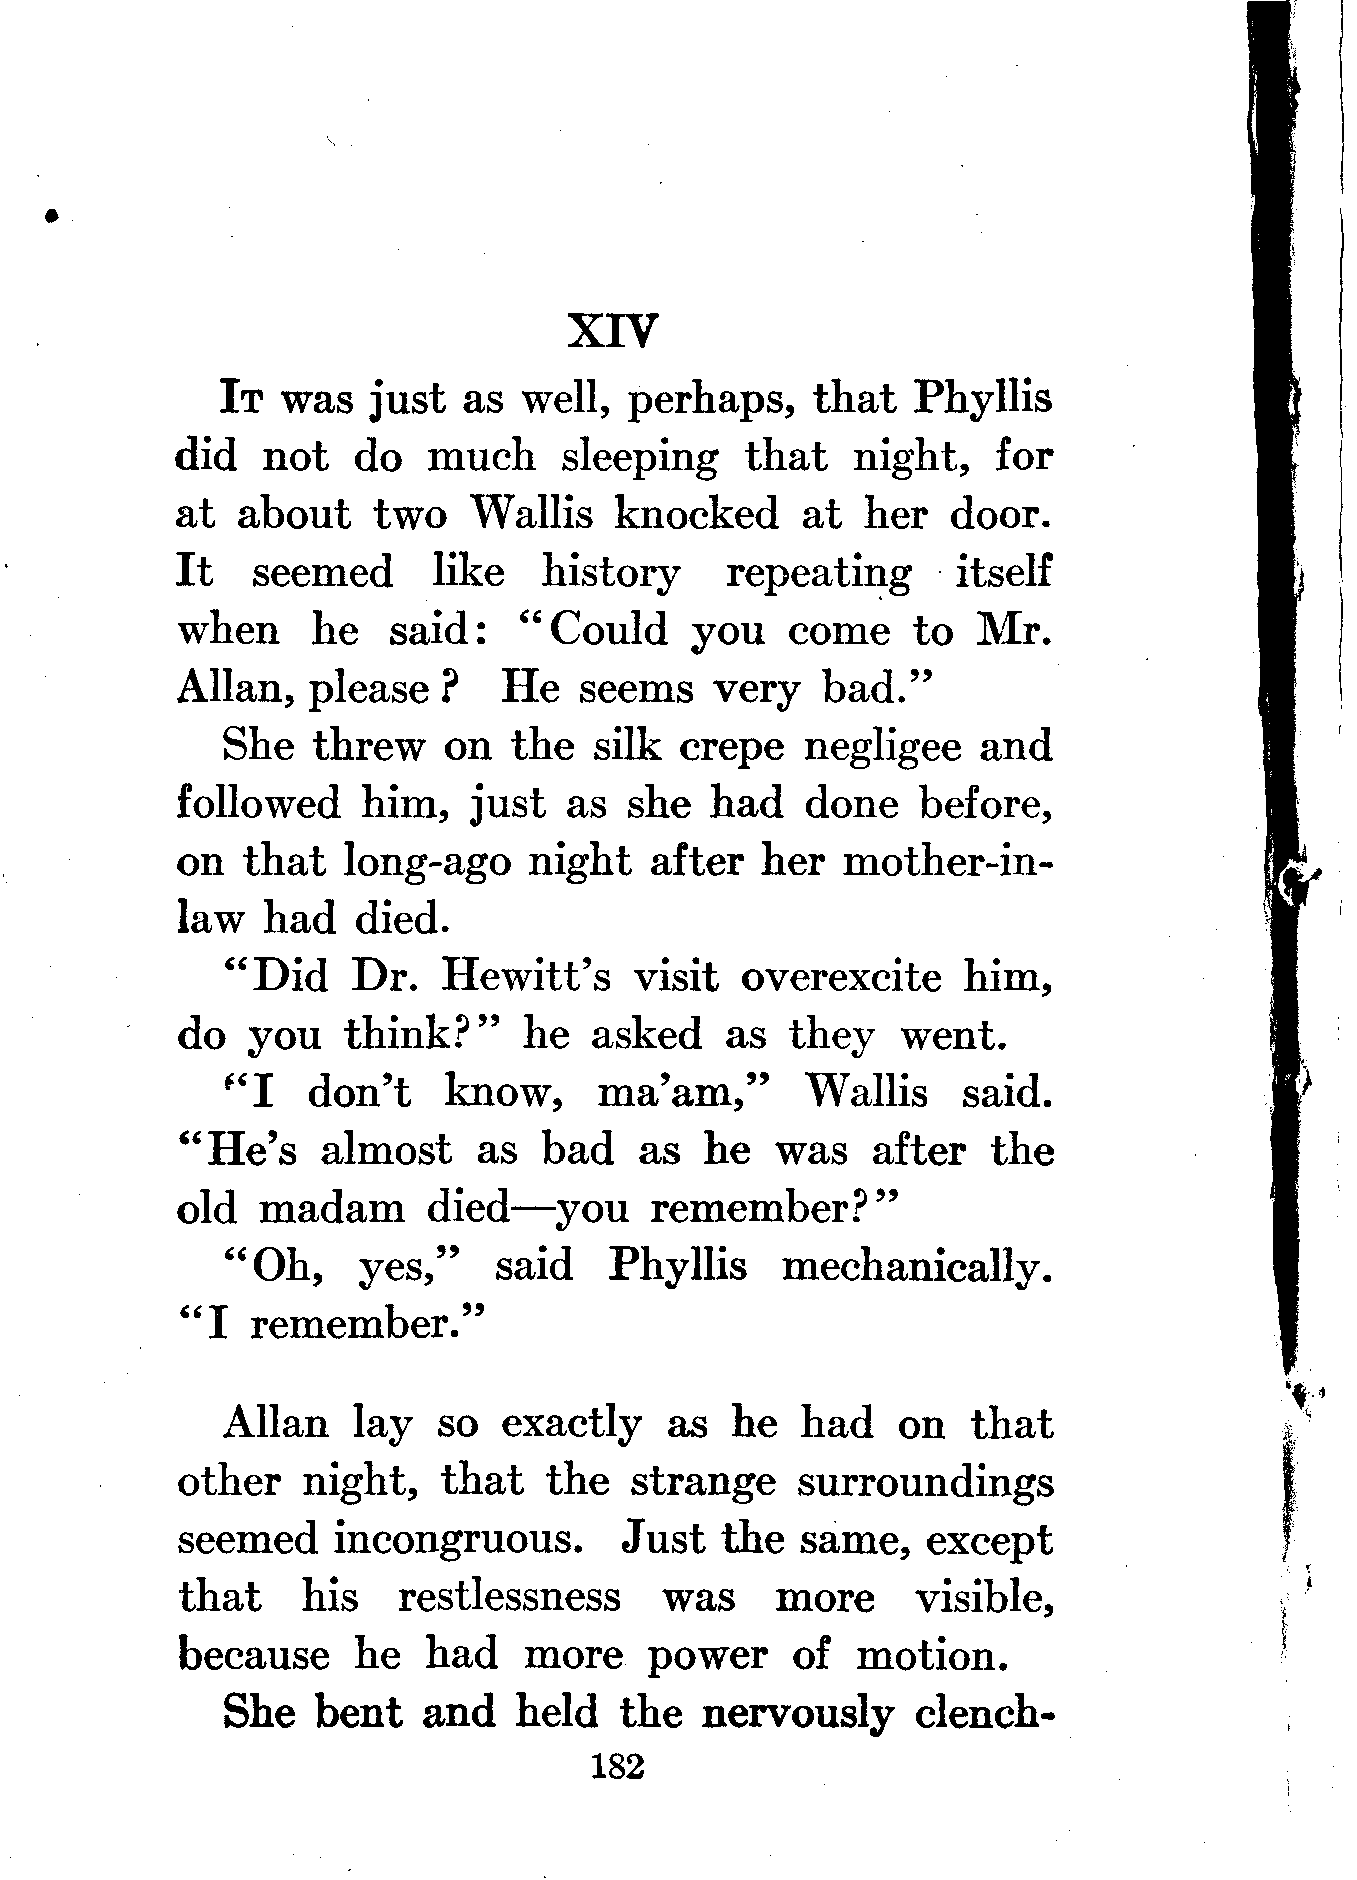 XIV
IT was just as well, perhaps, that Phyllis
did not do much sleeping that night, for
at about two Wallis knocked at her door.
It seemed like history repeating itself
when he said: "Could you come to Mr.
Allan, please? He seems very bad."
She threw on the silk crepe negligee and
followed him, just as she had done before,
on that long-ago night after her mother-in-
law had died.
"Did Dr. Hewitt's visit overexcite him,
do you think?" he asked as they went.
"I don't know, ma'am," Wallis said.
"He's almost as bad as he was after the
old madam died—you remember?"
"Oh, yes," said Phyllis mechanically.
"I remember."
Allan lay so exactly as he had on that
other night, that the strange surroundings
seemed incongruous. Just the same, except
that his restlessness was more visible,
because he had more power of motion.
She bent and held the nervously clench-
182